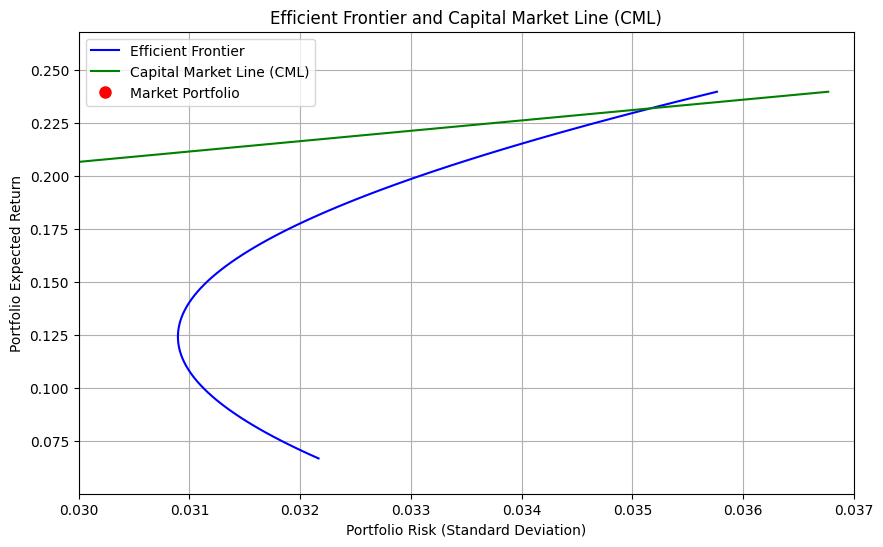 Efficient Frontier and Capital Market Line (CML)
Efficient Frontier
Capital Market Line (CML)
Market Portfolio
Portfolio Expected Return
0.250
0.225
0.200
0.175
0.150
0.125
0.100
0.075
0.030 0.031 0.032 0.033 0.034 0.035 0.036 0.037
Portfolio Risk (Standard Deviation)